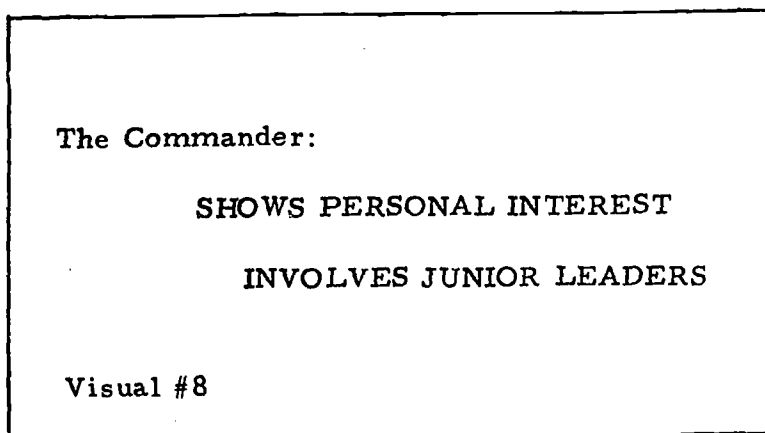 The Commander:
SHOWS PERSONAL INTEREST
INVOLVES JUNIOR LEADERS
Visual #8